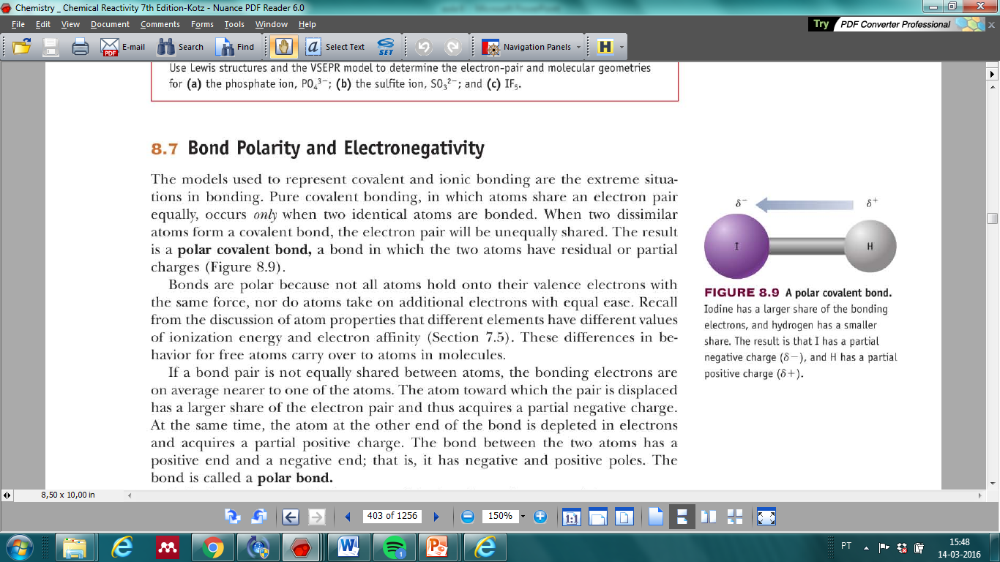 Chemistry _ Chemical Reactivity 7th Edition-Kotz - Nuance PDF Reader 6.0
File Edit View Document Comments Forms Tools Window Help
Try PDF Converter Professional
PDF E-mail Search Find a Select Text SET Navigation Panels H
Use Lewis structures and the VSEPR model to determine the electron-pair and molecular geometries
for (a) the phosphate ion, PO₄³⁻; (b) the sulfite ion, SO₃²⁻; and (c) IF₅.
8.7 Bond Polarity and Electronegativity
The models used to represent covalent and ionic bonding are the extreme situa-
tions in bonding. Pure covalent bonding, in which atoms share an electron pair
equally, occurs only when two identical atoms are bonded. When two dissimilar
atoms form a covalent bond, the electron pair will be unequally shared. The result
is a polar covalent bond, a bond in which the two atoms have residual or partial
charges (Figure 8.9).
Bonds are polar because not all atoms hold onto their valence electrons with
the same force, nor do atoms take on additional electrons with equal ease. Recall
from the discussion of atom properties that different elements have different values
of ionization energy and electron affinity (Section 7.5). These differences in be-
havior for free atoms carry over to atoms in molecules.
If a bond pair is not equally shared between atoms, the bonding electrons are
on average nearer to one of the atoms. The atom toward which the pair is displaced
has a larger share of the electron pair and thus acquires a partial negative charge.
At the same time, the atom at the other end of the bond is depleted in electrons
and acquires a partial positive charge. The bond between the two atoms has a
positive end and a negative end; that is, it has negative and positive poles. The
bond is called a polar bond.
δ⁻ δ⁺
I H
FIGURE 8.9 A polar covalent bond.
Iodine has a larger share of the bonding
electrons, and hydrogen has a smaller
share. The result is that I has a partial
negative charge (δ−), and H has a partial
positive charge (δ+).
8,50 x 10,00 in
403 of 1256 150% 1:1
W 1 P
PT 15:48
14-03-2016